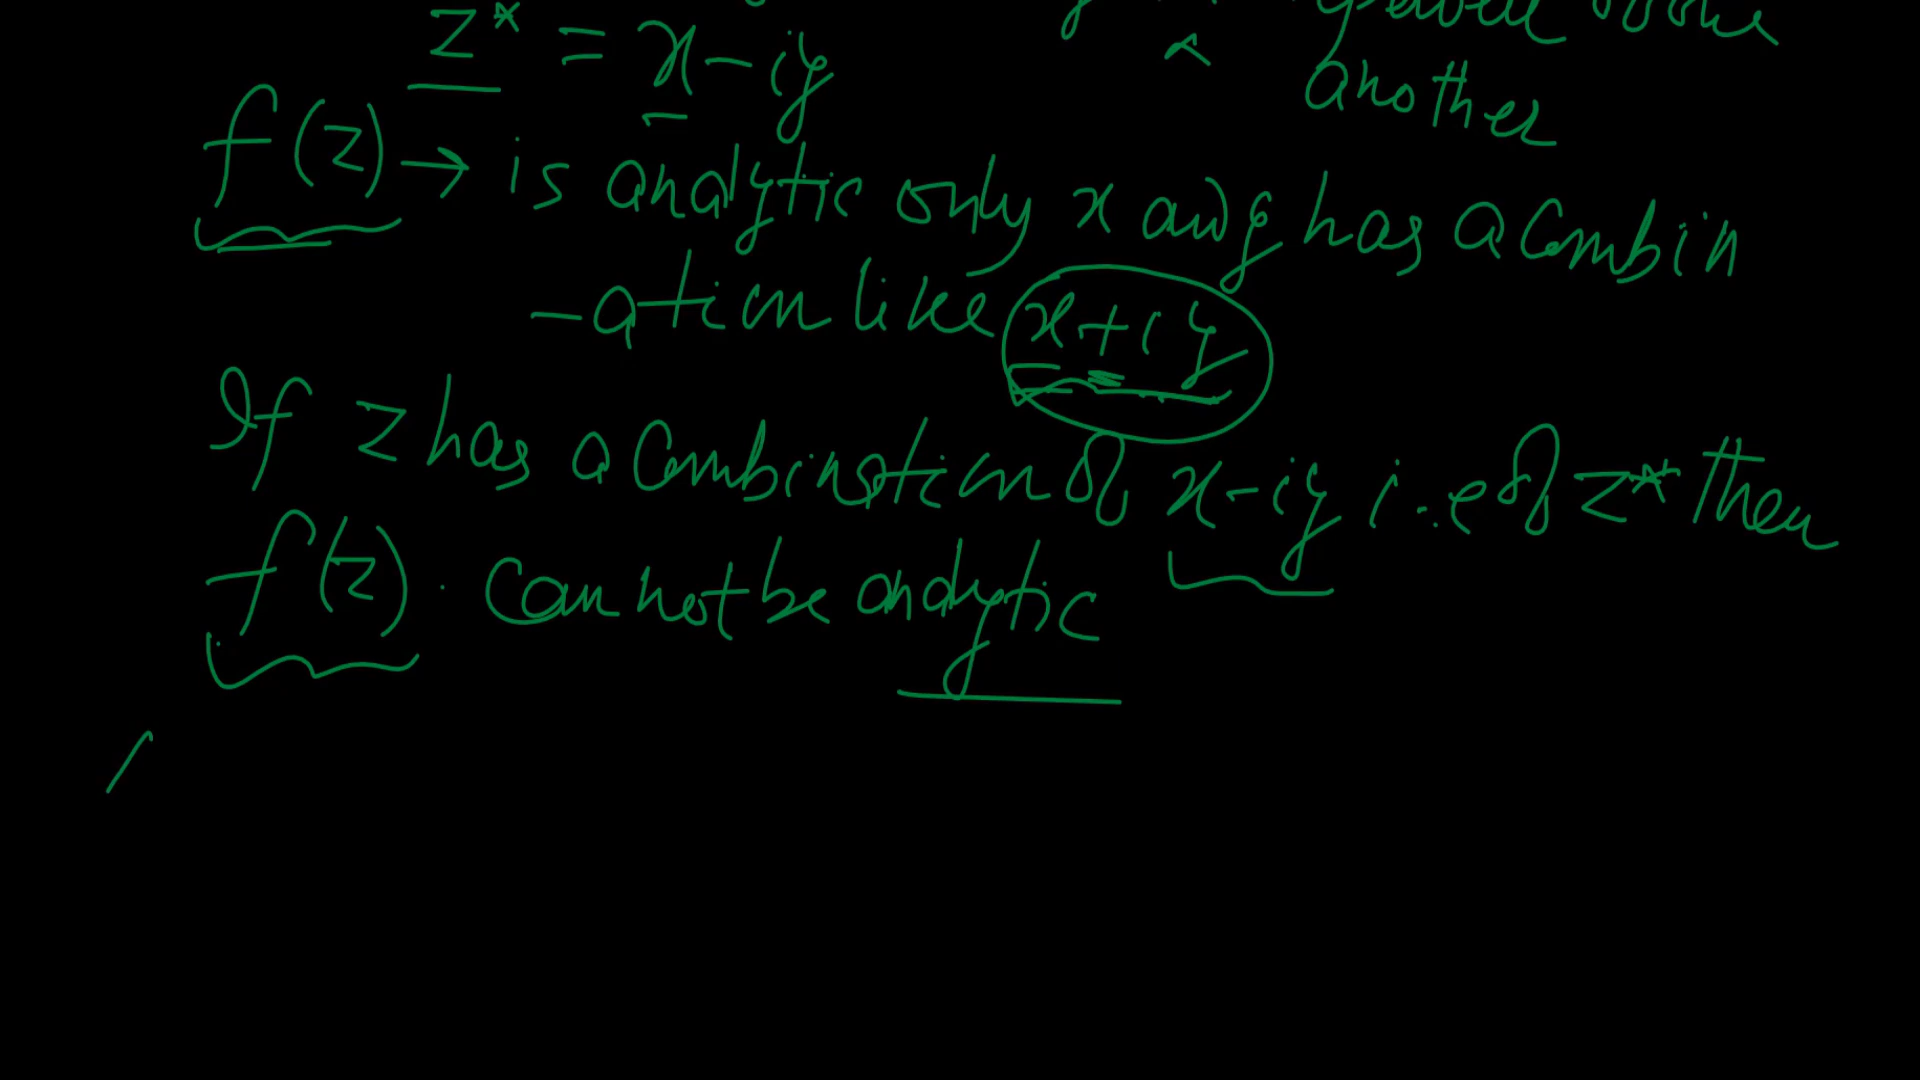 z* = x - iy
another
f(z) → is analytic only x and y has a combin
-ation like x+iy
If z has a combination of x-iy i.e of z* then
f(z). Can not be analytic